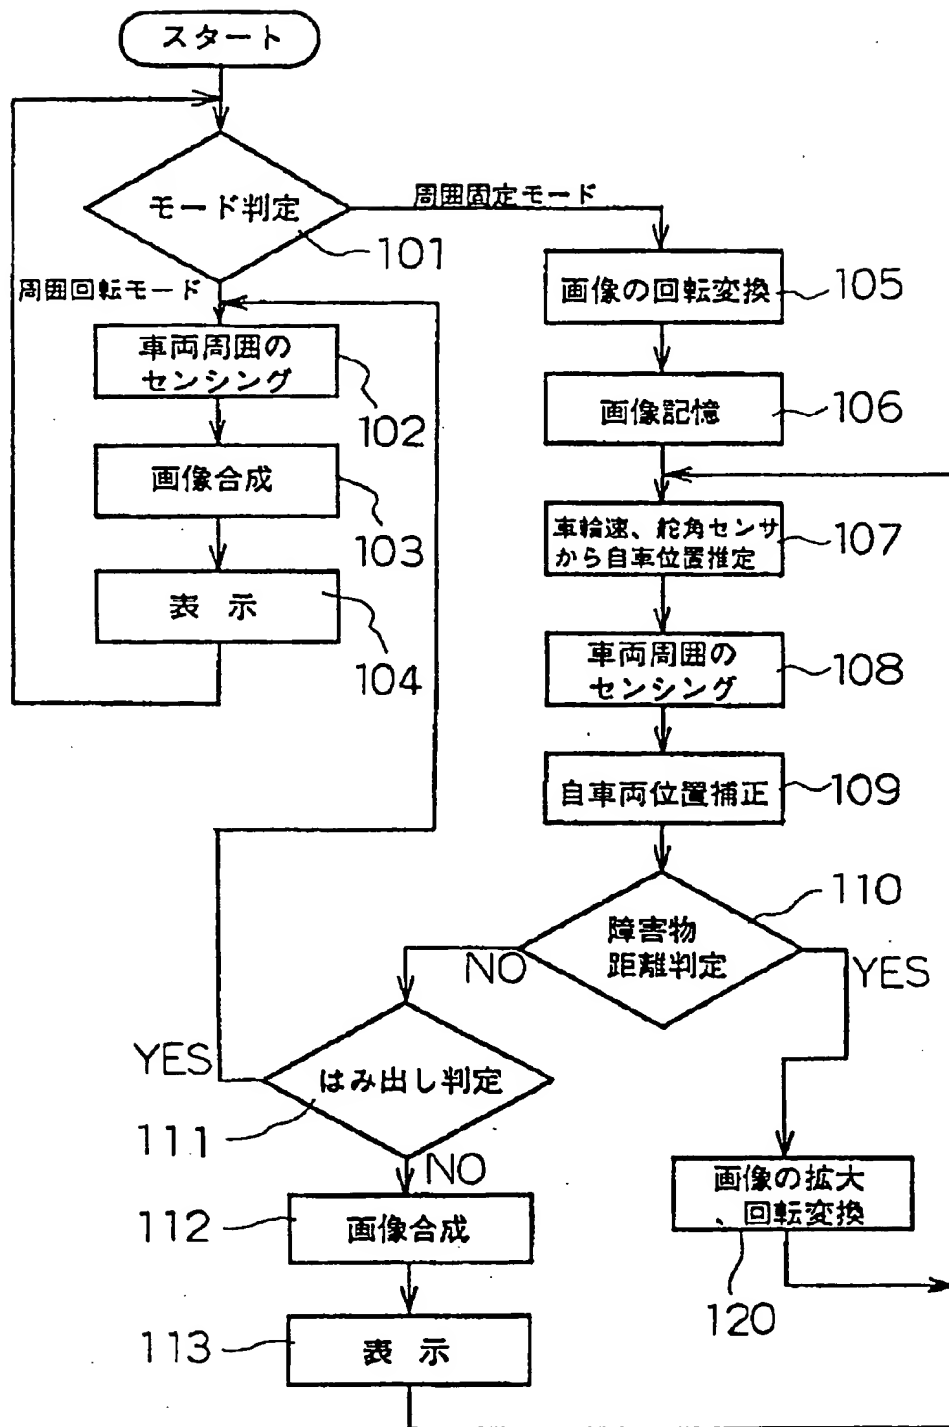 スタート
モード判定
101
周囲固定モード
周囲回転モード
車両周囲の
センシング
102
画像合成
103
表 示
104
画像の回転変換
105
画像記憶
106
車輪速、舵角センサ
から自車位置推定
107
車両周囲の
センシング
108
自車両位置補正
109
障害物
距離判定
110
NO
YES
はみ出し判定
111
YES
NO
画像合成
112
表 示
113
画像の拡大
、回転変換
120